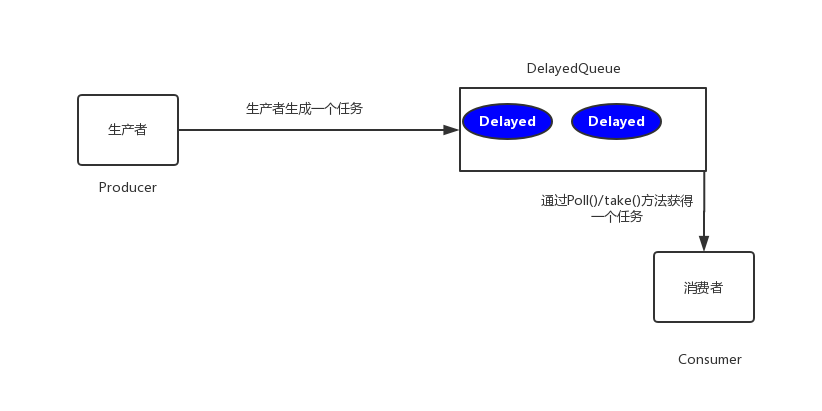 DelayedQueue
生产者生成一个任务
生产者
Delayed
Delayed
Producer
通过Poll()/take()方法获得
一个任务
消费者
Consumer